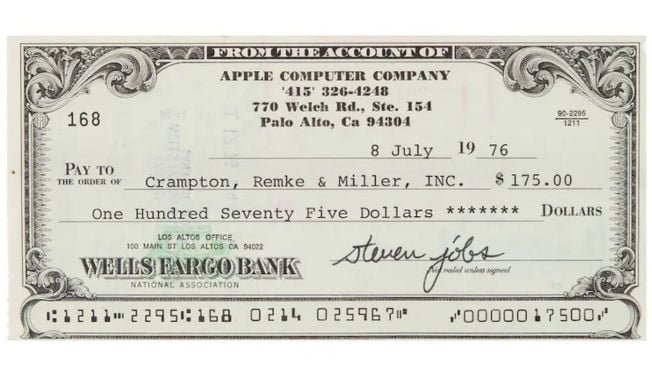 FROM THE ACCOUNT OF
APPLE COMPUTER COMPANY
'415' 326-4248
770 Welch Rd., Ste. 154
Palo Alto, Ca 94304
168
90-2295
1211
8 July 19 76
PAY TO
THE ORDER OF Crampton, Remke & Miller, INC. $175.00
One Hundred Seventy Five Dollars ******* DOLLARS
LOS ALTOS OFFICE
100 MAIN ST LOS ALTOS CA 94022
WELLS FARGO BANK
NATIONAL ASSOCIATION
steven jobs
Not valid unless signed
⑆1211⑉2295⑆168 0214 025967⑈ ⑇0000017500⑇